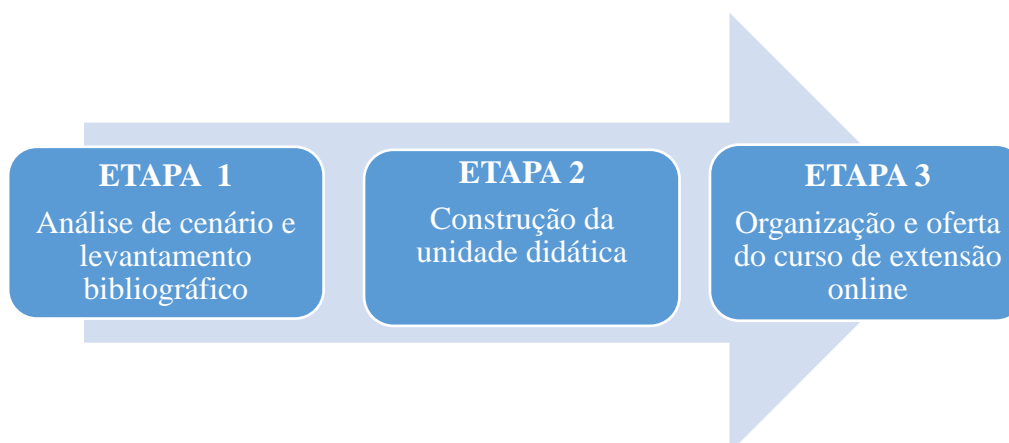 ETAPA 1
Análise de cenário e
levantamento
bibliográfico
ETAPA 2
Construção da
unidade didática
ETAPA 3
Organização e oferta
do curso de extensão
online